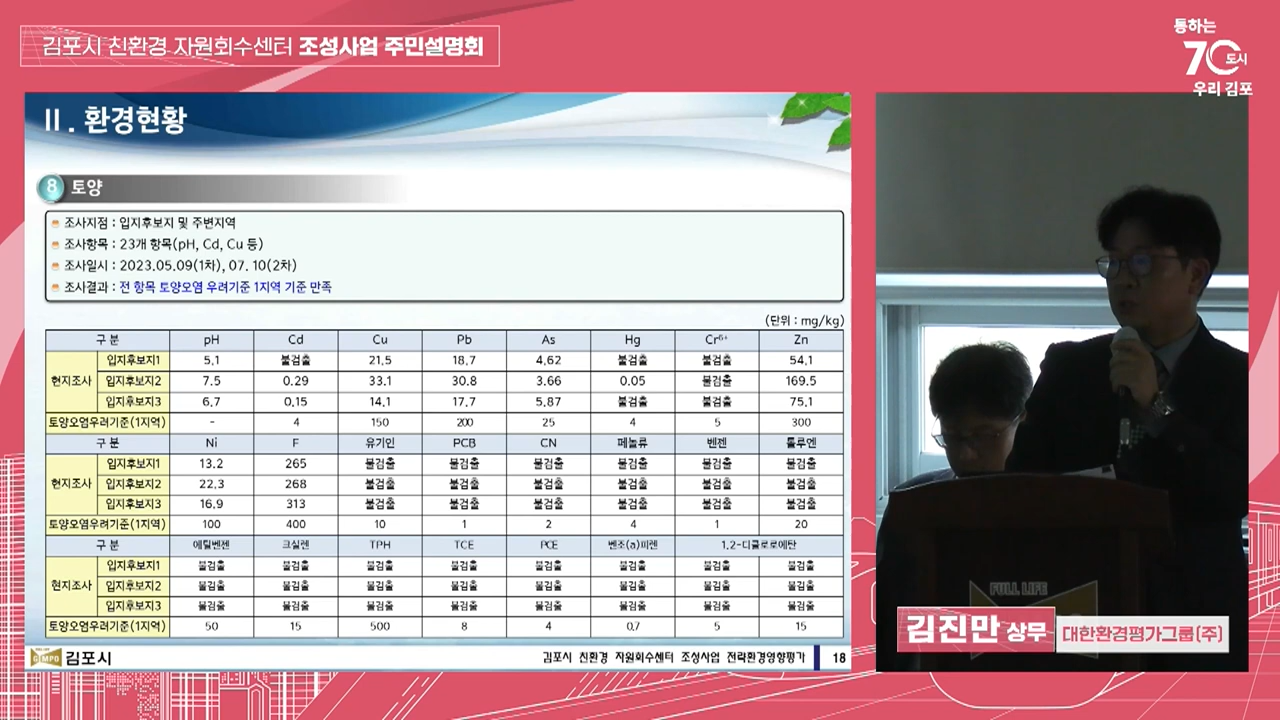 김포시 친환경 자원회수센터 조성사업 주민설명회
통하는
70 도시
우리 김포
Ⅱ. 환경현황
8 토양
조사지점 : 입지후보지 및 주변지역
조사항목 : 23개 항목(pH, Cd, Cu 등)
조사일시 : 2023.05.09(1차), 07. 10(2차)
조사결과 : 전 항목 토양오염 우려기준 1지역 기준 만족
(단위 : mg/kg)
구 분 pH Cd Cu Pb As Hg Cr⁶⁺ Zn
현지조사
입지후보지1 5.1 불검출 21.5 18.7 4.62 불검출 불검출 54.1
입지후보지2 7.5 0.29 33.1 30.8 3.66 0.05 불검출 169.5
입지후보지3 6.7 0.15 14.1 17.7 5.87 불검출 불검출 75.1
토양오염우려기준(1지역) - 4 150 200 25 4 5 300
구 분 Ni F 유기인 PCB CN 페놀류 벤젠 톨루엔
현지조사
입지후보지1 13.2 265 불검출 불검출 불검출 불검출 불검출 불검출
입지후보지2 22.3 268 불검출 불검출 불검출 불검출 불검출 불검출
입지후보지3 16.9 313 불검출 불검출 불검출 불검출 불검출 불검출
토양오염우려기준(1지역) 100 400 10 1 2 4 1 20
구 분 에틸벤젠 크실렌 TPH TCE PCE 벤조(a)피렌 1,2-디클로로에탄
현지조사
입지후보지1 불검출 불검출 불검출 불검출 불검출 불검출 불검출 불검출
입지후보지2 불검출 불검출 불검출 불검출 불검출 불검출 불검출 불검출
입지후보지3 불검출 불검출 불검출 불검출 불검출 불검출 불검출 불검출
토양오염우려기준(1지역) 50 15 500 8 4 0.7 5 15
GIMPO 김포시
김포시 친환경 자원회수센터 조성사업 전략환경영향평가 18
FULL LIFE
김진만 상무 대한환경평가그룹(주)